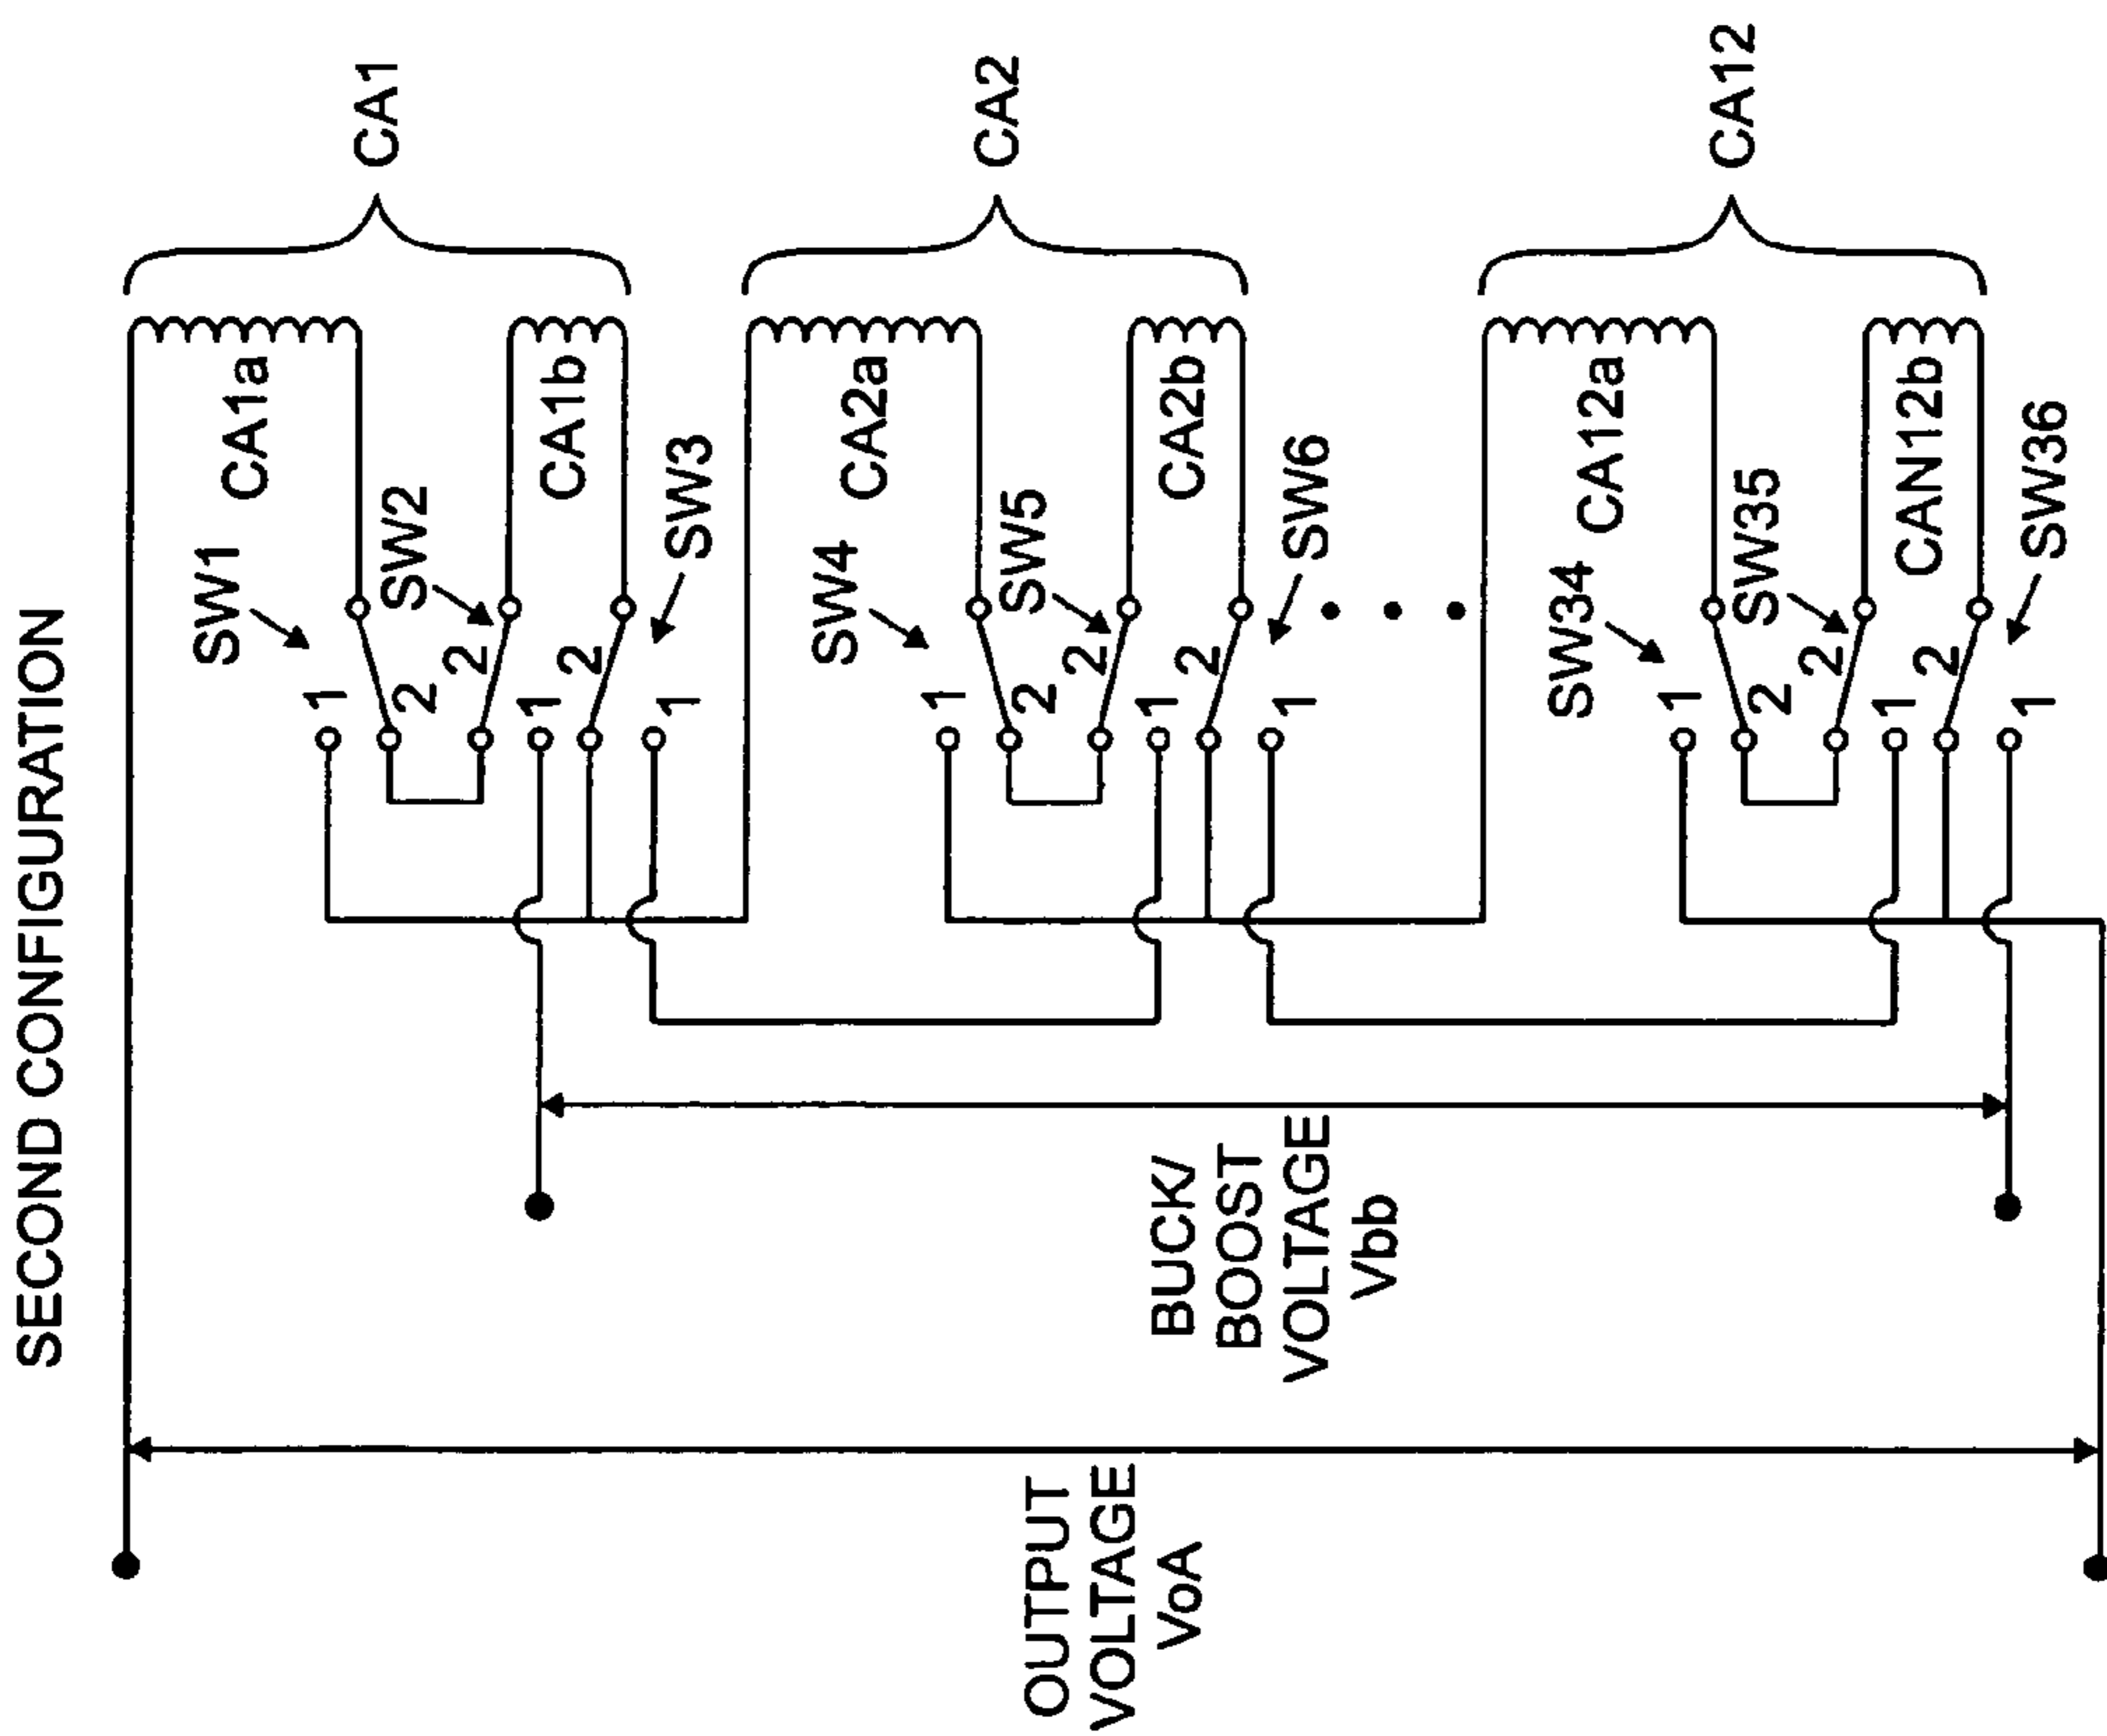 SECOND CONFIGURATION
CA1
CA1a
SW1
SW2
CA1b
SW3
1
2
2
1
2
1
CA2
CA2a
SW4
SW5
CA2b
SW6
1
2
2
1
2
1
CA12
CA12a
SW34
SW35
CAN12b
SW36
1
2
2
1
2
1
BUCK/
BOOST
VOLTAGE
Vbb
OUTPUT
VOLTAGE
VoA